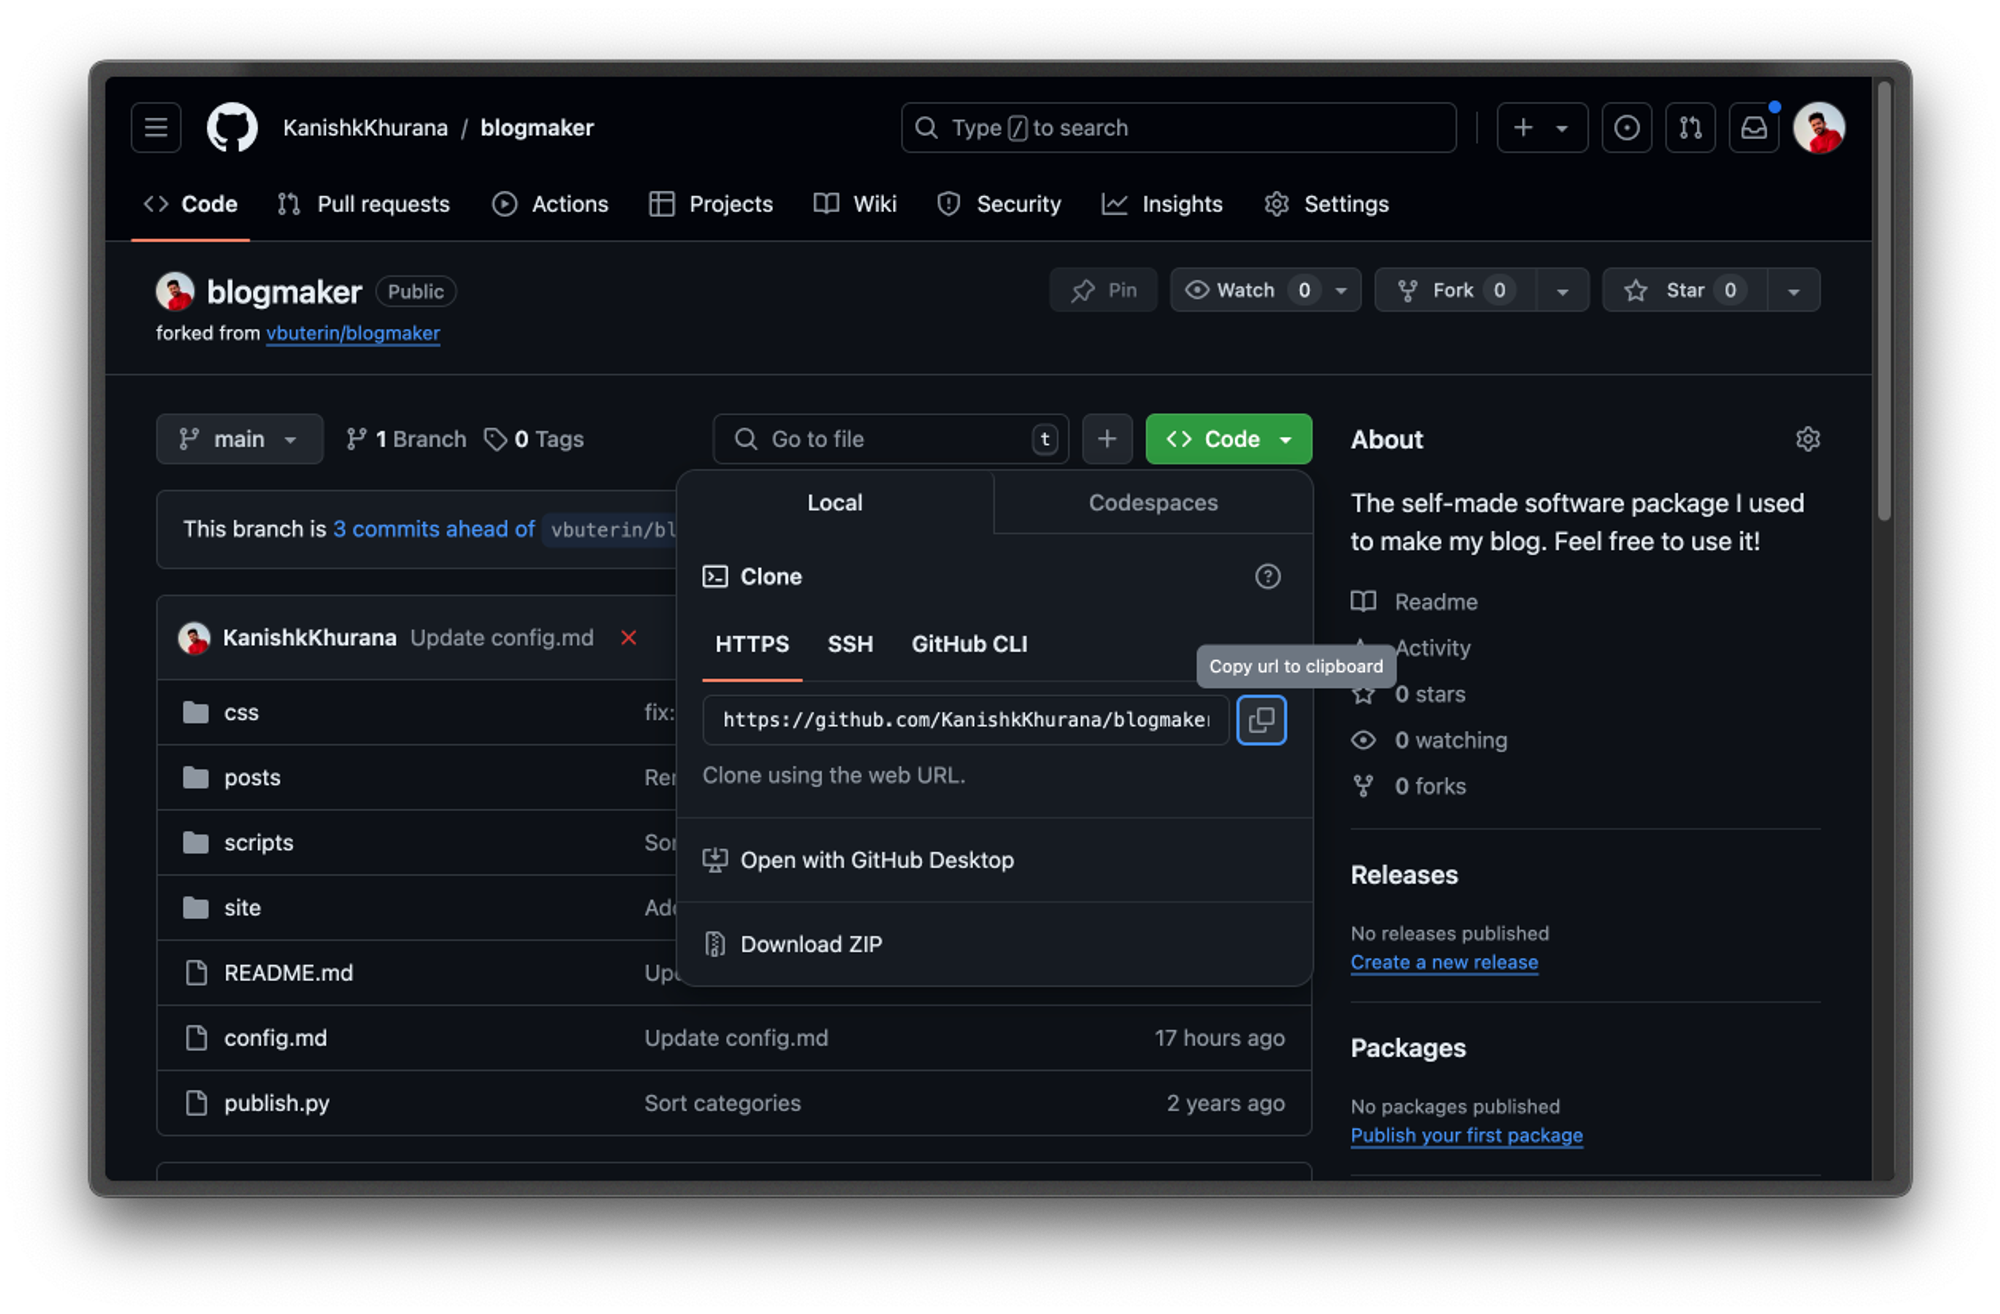 KanishkKhurana / blogmaker
Type / to search
Code Pull requests Actions Projects Wiki Security Insights Settings
blogmaker Public
forked from vbuterin/blogmaker
Pin Watch 0 Fork 0 Star 0
main 1 Branch 0 Tags
Go to file t
Code
This branch is 3 commits ahead of vbuterin/bl
KanishkKhurana Update config.md
css fix:
posts Rer
scripts Sor
site Add
README.md Upd
config.md Update config.md 17 hours ago
publish.py Sort categories 2 years ago
Local Codespaces
Clone
HTTPS SSH GitHub CLI
Copy url to clipboard
https://github.com/KanishkKhurana/blogmaker
Clone using the web URL.
Open with GitHub Desktop
Download ZIP
About
The self-made software package I used
to make my blog. Feel free to use it!
Readme
Activity
0 stars
0 watching
0 forks
Releases
No releases published
Create a new release
Packages
No packages published
Publish your first package